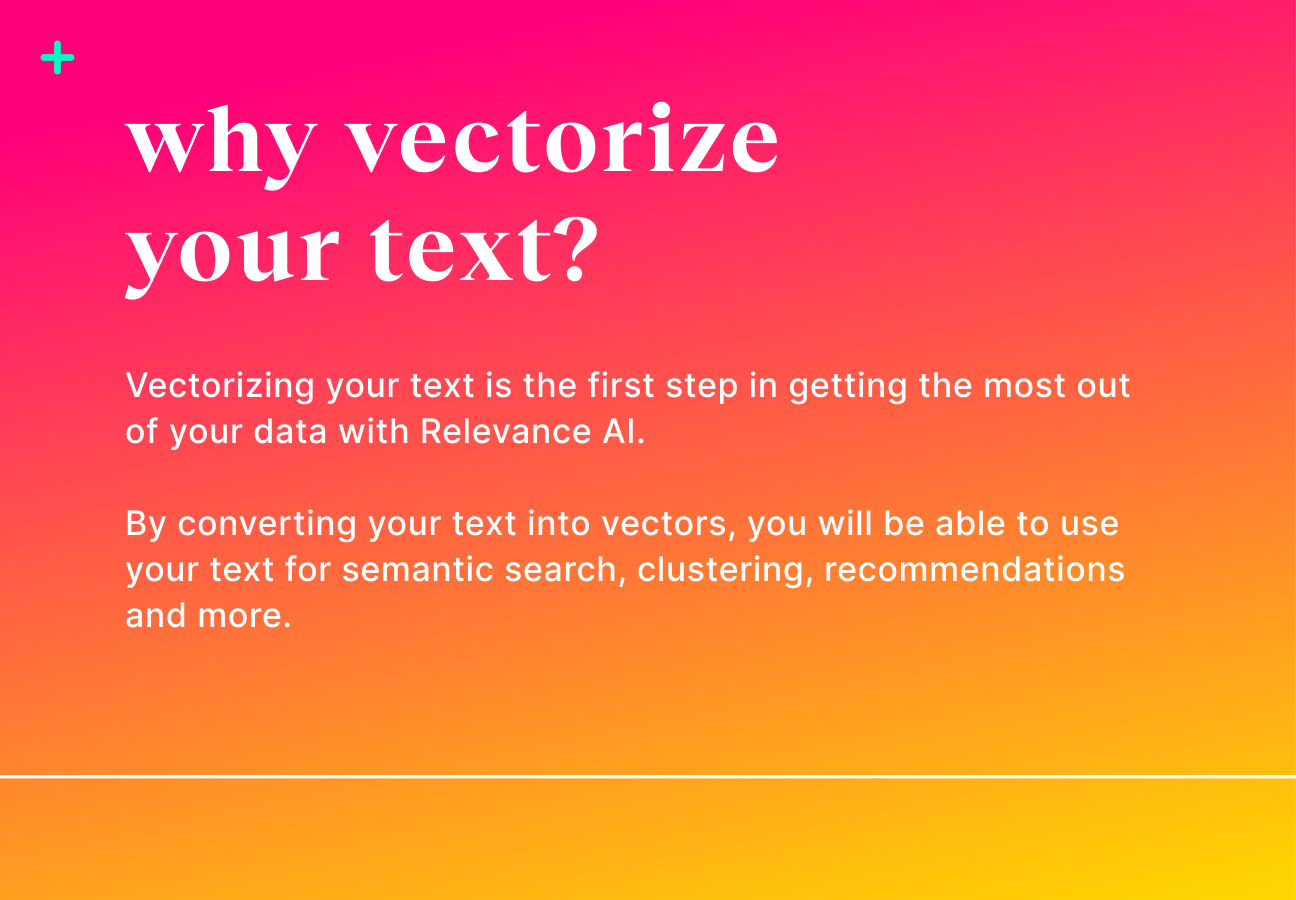 why vectorize
your text?
Vectorizing your text is the first step in getting the most out
of your data with Relevance AI.
By converting your text into vectors, you will be able to use
your text for semantic search, clustering, recommendations
and more.